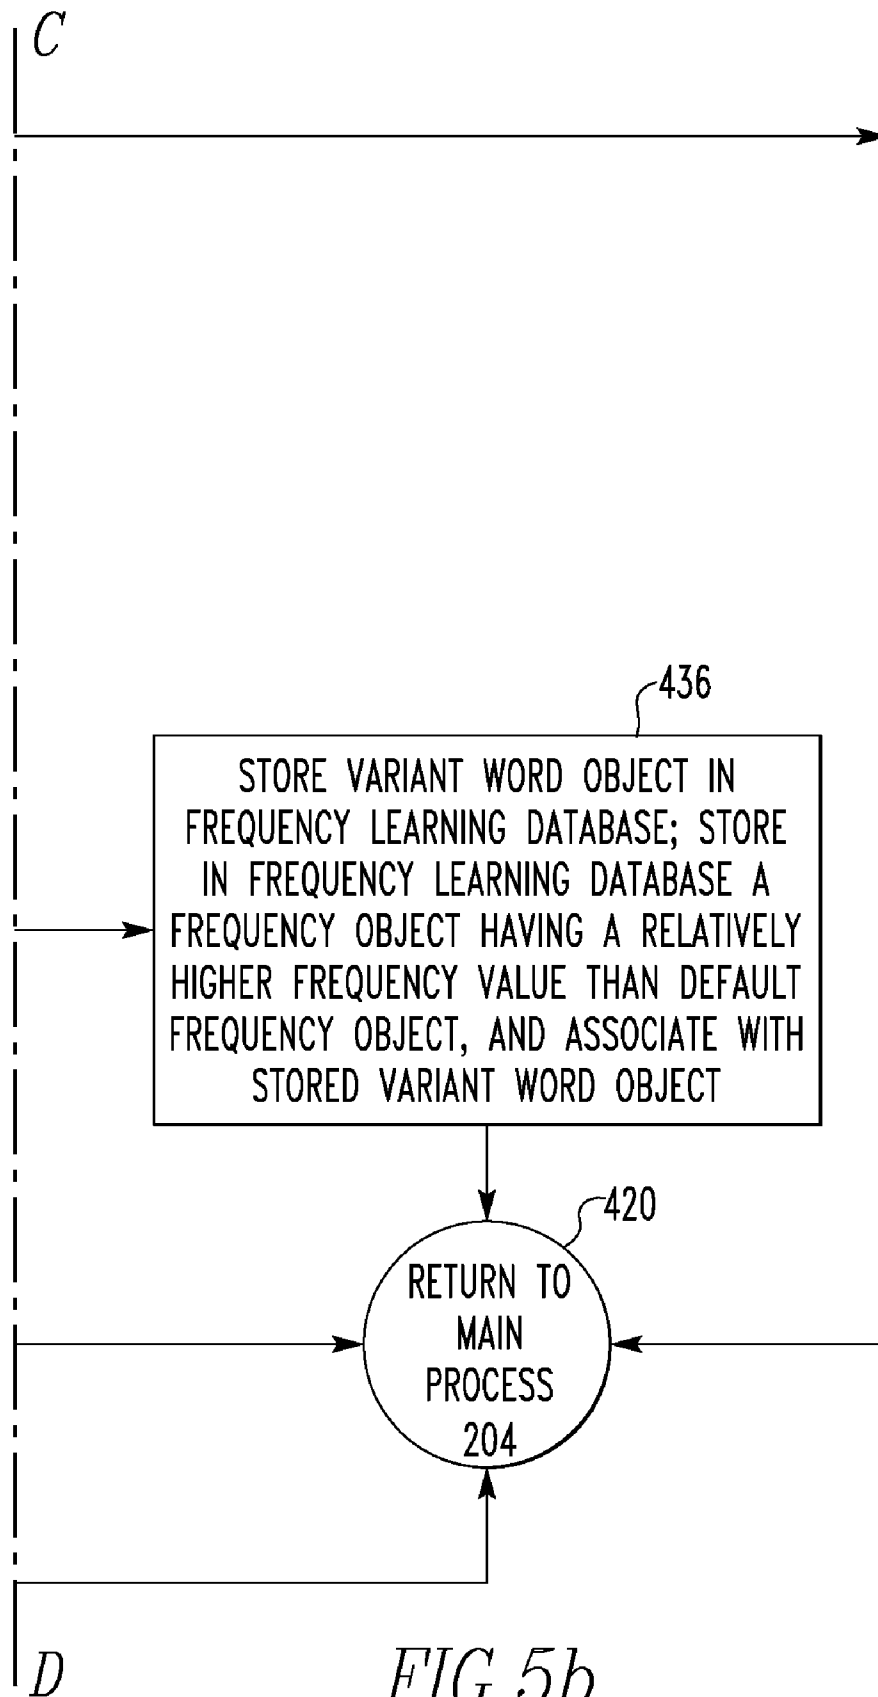 C
436
STORE VARIANT WORD OBJECT IN
FREQUENCY LEARNING DATABASE; STORE
IN FREQUENCY LEARNING DATABASE A
FREQUENCY OBJECT HAVING A RELATIVELY
HIGHER FREQUENCY VALUE THAN DEFAULT
FREQUENCY OBJECT, AND ASSOCIATE WITH
STORED VARIANT WORD OBJECT
420
RETURN TO
MAIN
PROCESS
204
D
FIG.5b